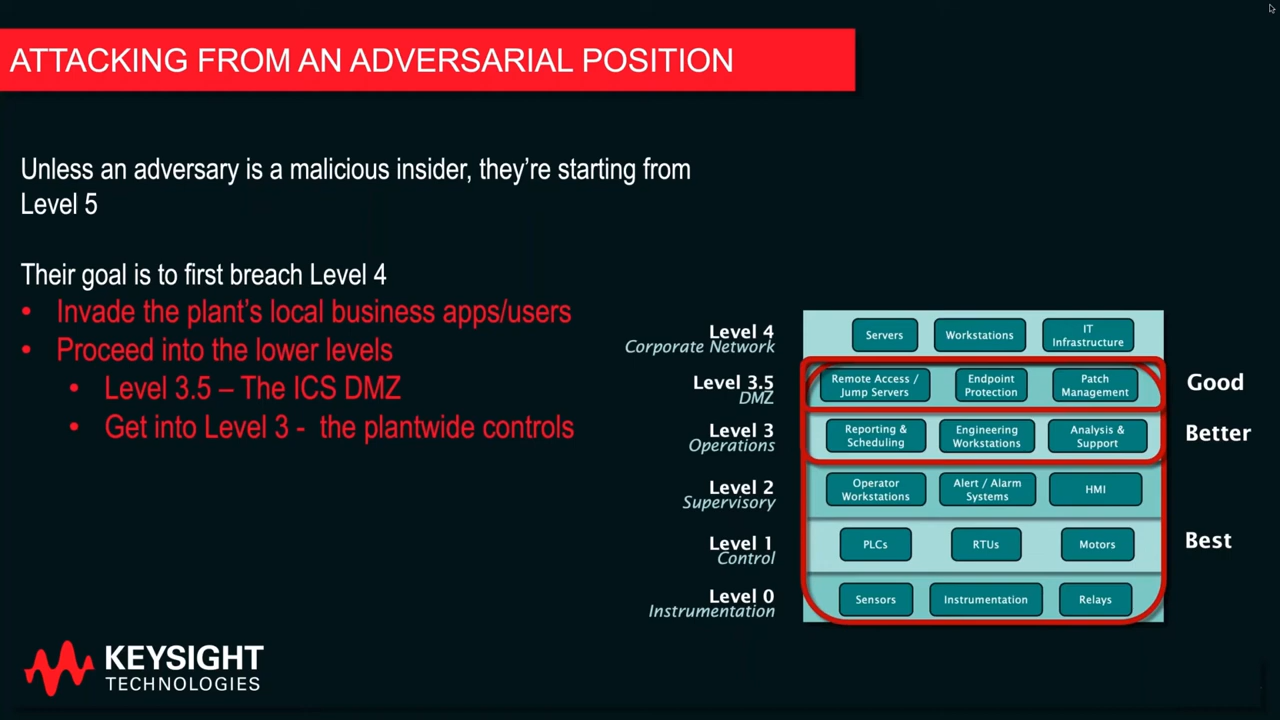 ATTACKING FROM AN ADVERSARIAL POSITION
Unless an adversary is a malicious insider, they're starting from
Level 5
Their goal is to first breach Level 4
• Invade the plant's local business apps/users
• Proceed into the lower levels
• Level 3.5 – The ICS DMZ
• Get into Level 3 - the plantwide controls
Level 4
Corporate Network
Servers
Workstations
IT
Infrastructure
Level 3.5
DMZ
Remote Access /
Jump Servers
Endpoint
Protection
Patch
Management
Good
Level 3
Operations
Reporting &
Scheduling
Engineering
Workstations
Analysis &
Support
Better
Level 2
Supervisory
Operator
Workstations
Alert / Alarm
Systems
HMI
Level 1
Control
PLCs
RTUs
Motors
Best
Level 0
Instrumentation
Sensors
Instrumentation
Relays
KEYSIGHT
TECHNOLOGIES